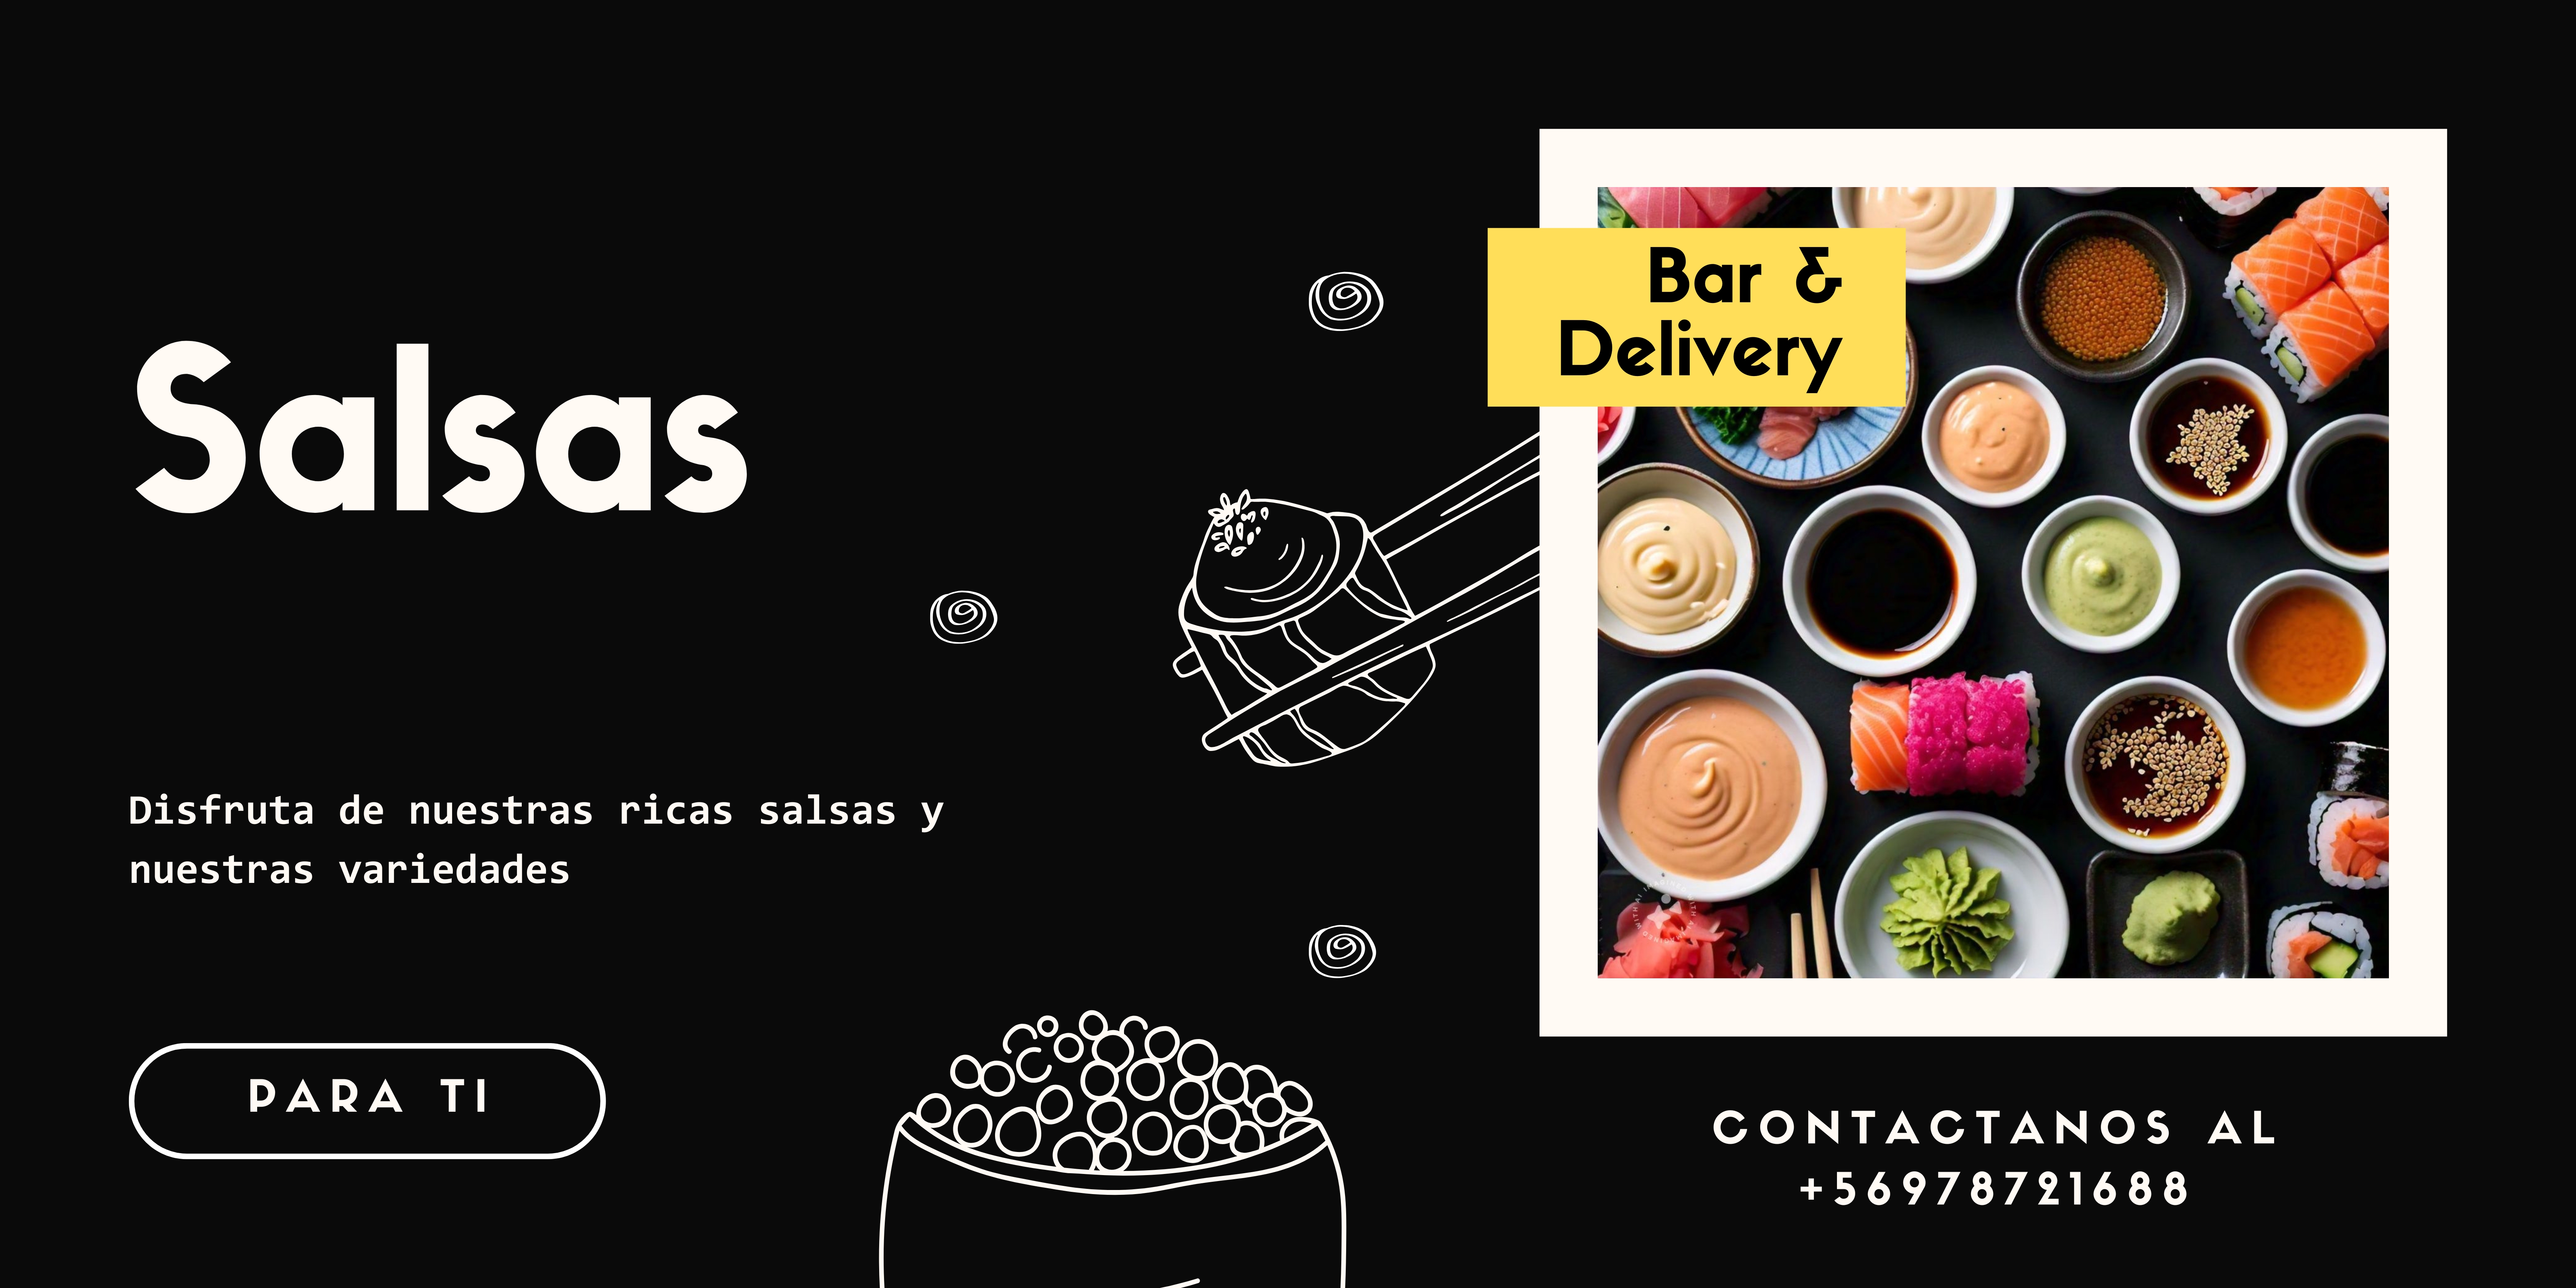 Salsas
Disfruta de nuestras ricas salsas y
nuestras variedades
PARA TI
Bar &
Delivery
CONTACTANOS AL
+56978721688